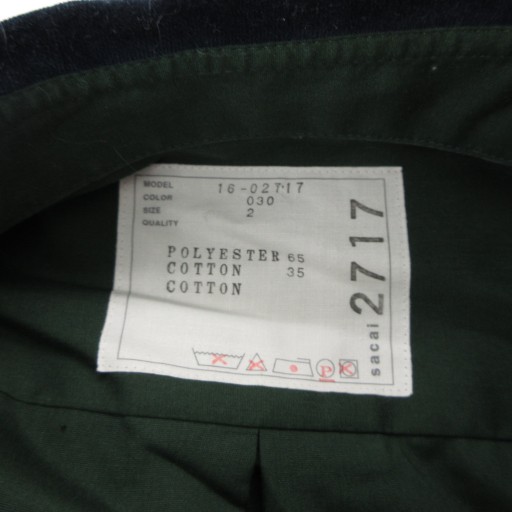 MODEL 16-02717
COLOR 030
SIZE 2
QUALITY
POLYESTER 65
COTTON 35
COTTON
P
sacai 2717